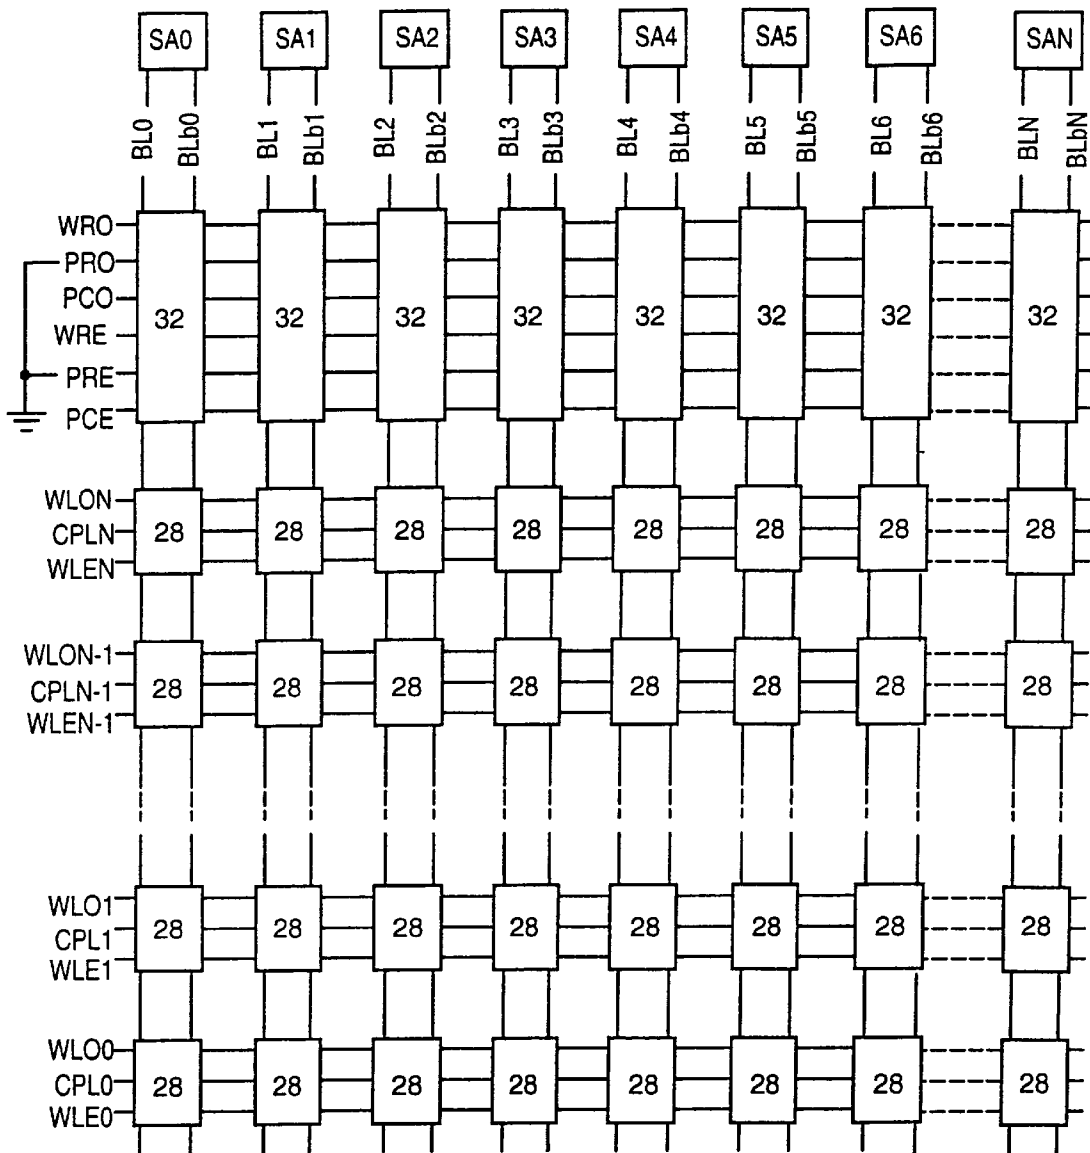 SA0 SA1 SA2 SA3 SA4 SA5 SA6 SAN
BL0 BLb0 BL1 BLb1 BL2 BLb2 BL3 BLb3 BL4 BLb4 BL5 BLb5 BL6 BLb6 BLN BLbN
WRO
PRO
PCO
32 32 32 32 32 32 32 32
WRE
PRE
PCE
WLON
CPLN 28 28 28 28 28 28 28 28
WLEN
WLON-1
CPLN-1 28 28 28 28 28 28 28 28
WLEN-1
WLO1
CPL1 28 28 28 28 28 28 28 28
WLE1
WLO0
CPL0 28 28 28 28 28 28 28 28
WLE0